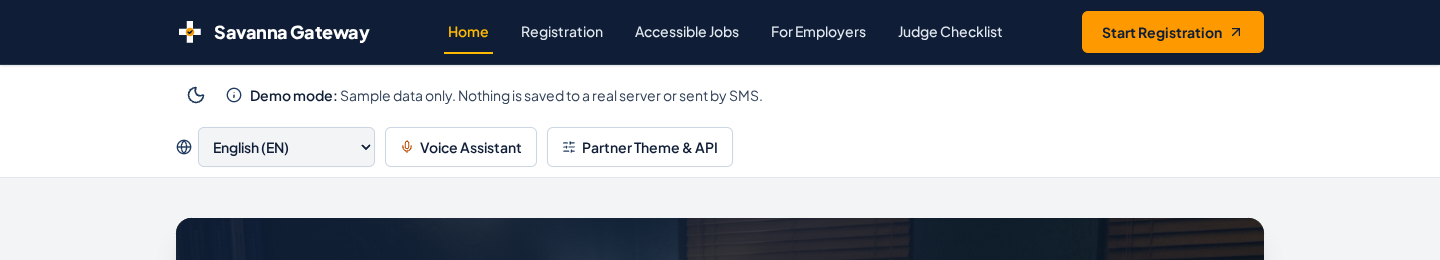 Savanna Gateway
Home
Registration
Accessible Jobs
For Employers
Judge Checklist
Start Registration
Demo mode: Sample data only. Nothing is saved to a real server or sent by SMS.
English (EN)
Voice Assistant
Partner Theme & API